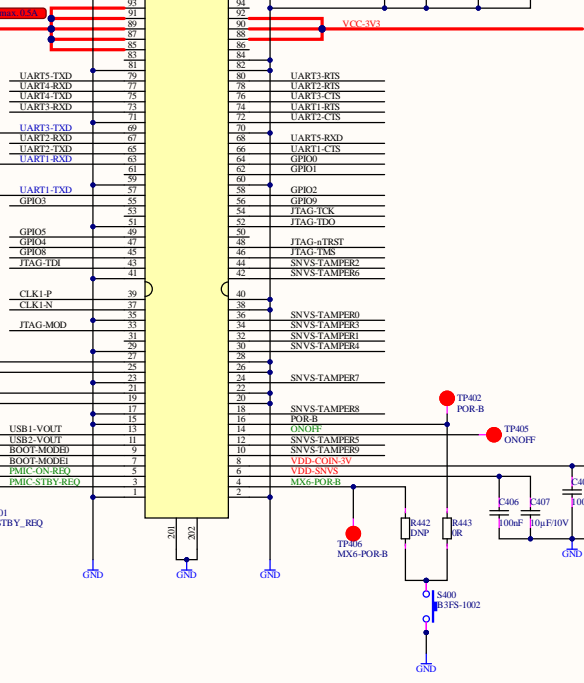 93 94
91 92
max. 0.5A
89 90 VCC-3V3
87 88
85 86
83 84
81 82
UART5-TXD 79 80 UART3-RTS
UART4-RXD 77 78 UART2-RTS
UART4-TXD 75 76 UART3-CTS
UART3-RXD 73 74 UART1-RTS
71 72 UART2-CTS
UART3-TXD 69 70
UART2-RXD 67 68 UART5-RXD
UART2-TXD 65 66 UART1-CTS
UART1-RXD 63 64 GPIO0
61 62 GPIO1
59 60
UART1-TXD 57 58 GPIO2
GPIO3 55 56 GPIO9
53 54 JTAG-TCK
51 52 JTAG-TDO
GPIO5 49 50
GPIO4 47 48 JTAG-nTRST
GPIO8 45 46 JTAG-TMS
JTAG-TDI 43 44 SNVS-TAMPER2
41 42 SNVS-TAMPER6
CLK1-P 39 40
CLK1-N 37 38
35 36 SNVS-TAMPER0
JTAG-MOD 33 34 SNVS-TAMPER3
31 32 SNVS-TAMPER1
29 30 SNVS-TAMPER4
27 28
25 26
23 24 SNVS-TAMPER7
21 22
19 20
17 18 SNVS-TAMPER8
15 16 POR-B
USB1-VOUT 13 14 ONOFF
USB2-VOUT 11 12 SNVS-TAMPER5
BOOT-MODE0 9 10 SNVS-TAMPER9
BOOT-MODE1 7 8 VDD-COIN-3V
PMIC-ON-REQ 5 6 VDD-SNVS
PMIC-STBY-REQ 3 4 MX6-POR-B
1 2
TP402
POR-B
TP405
ONOFF
C406
100nF
C407
10µF/10V
C40
100
GND
01
STBY_REQ
201 202
TP406
MX6-POR-B
R442
DNP
R443
0R
GND
GND
GND
S400
B3FS-1002
GND